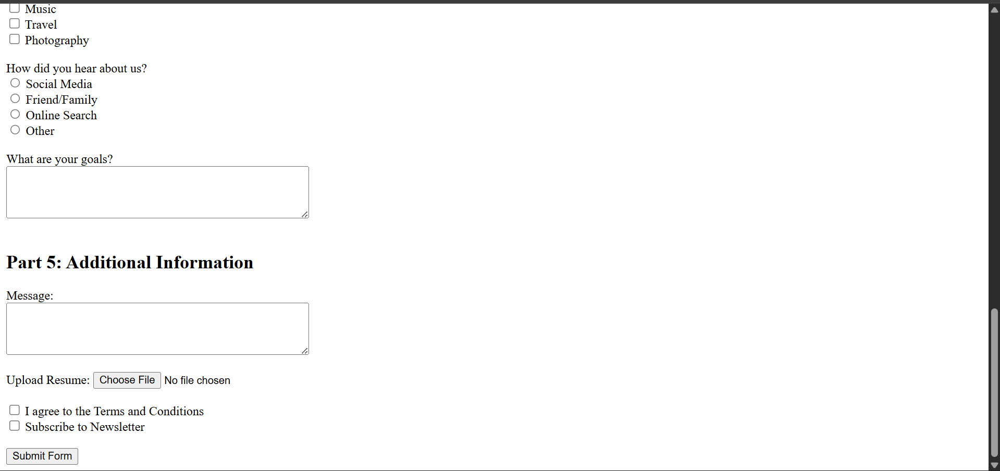 Music
Travel
Photography
How did you hear about us?
Social Media
Friend/Family
Online Search
Other
What are your goals?
Part 5: Additional Information
Message:
Upload Resume: Choose File No file chosen
I agree to the Terms and Conditions
Subscribe to Newsletter
Submit Form